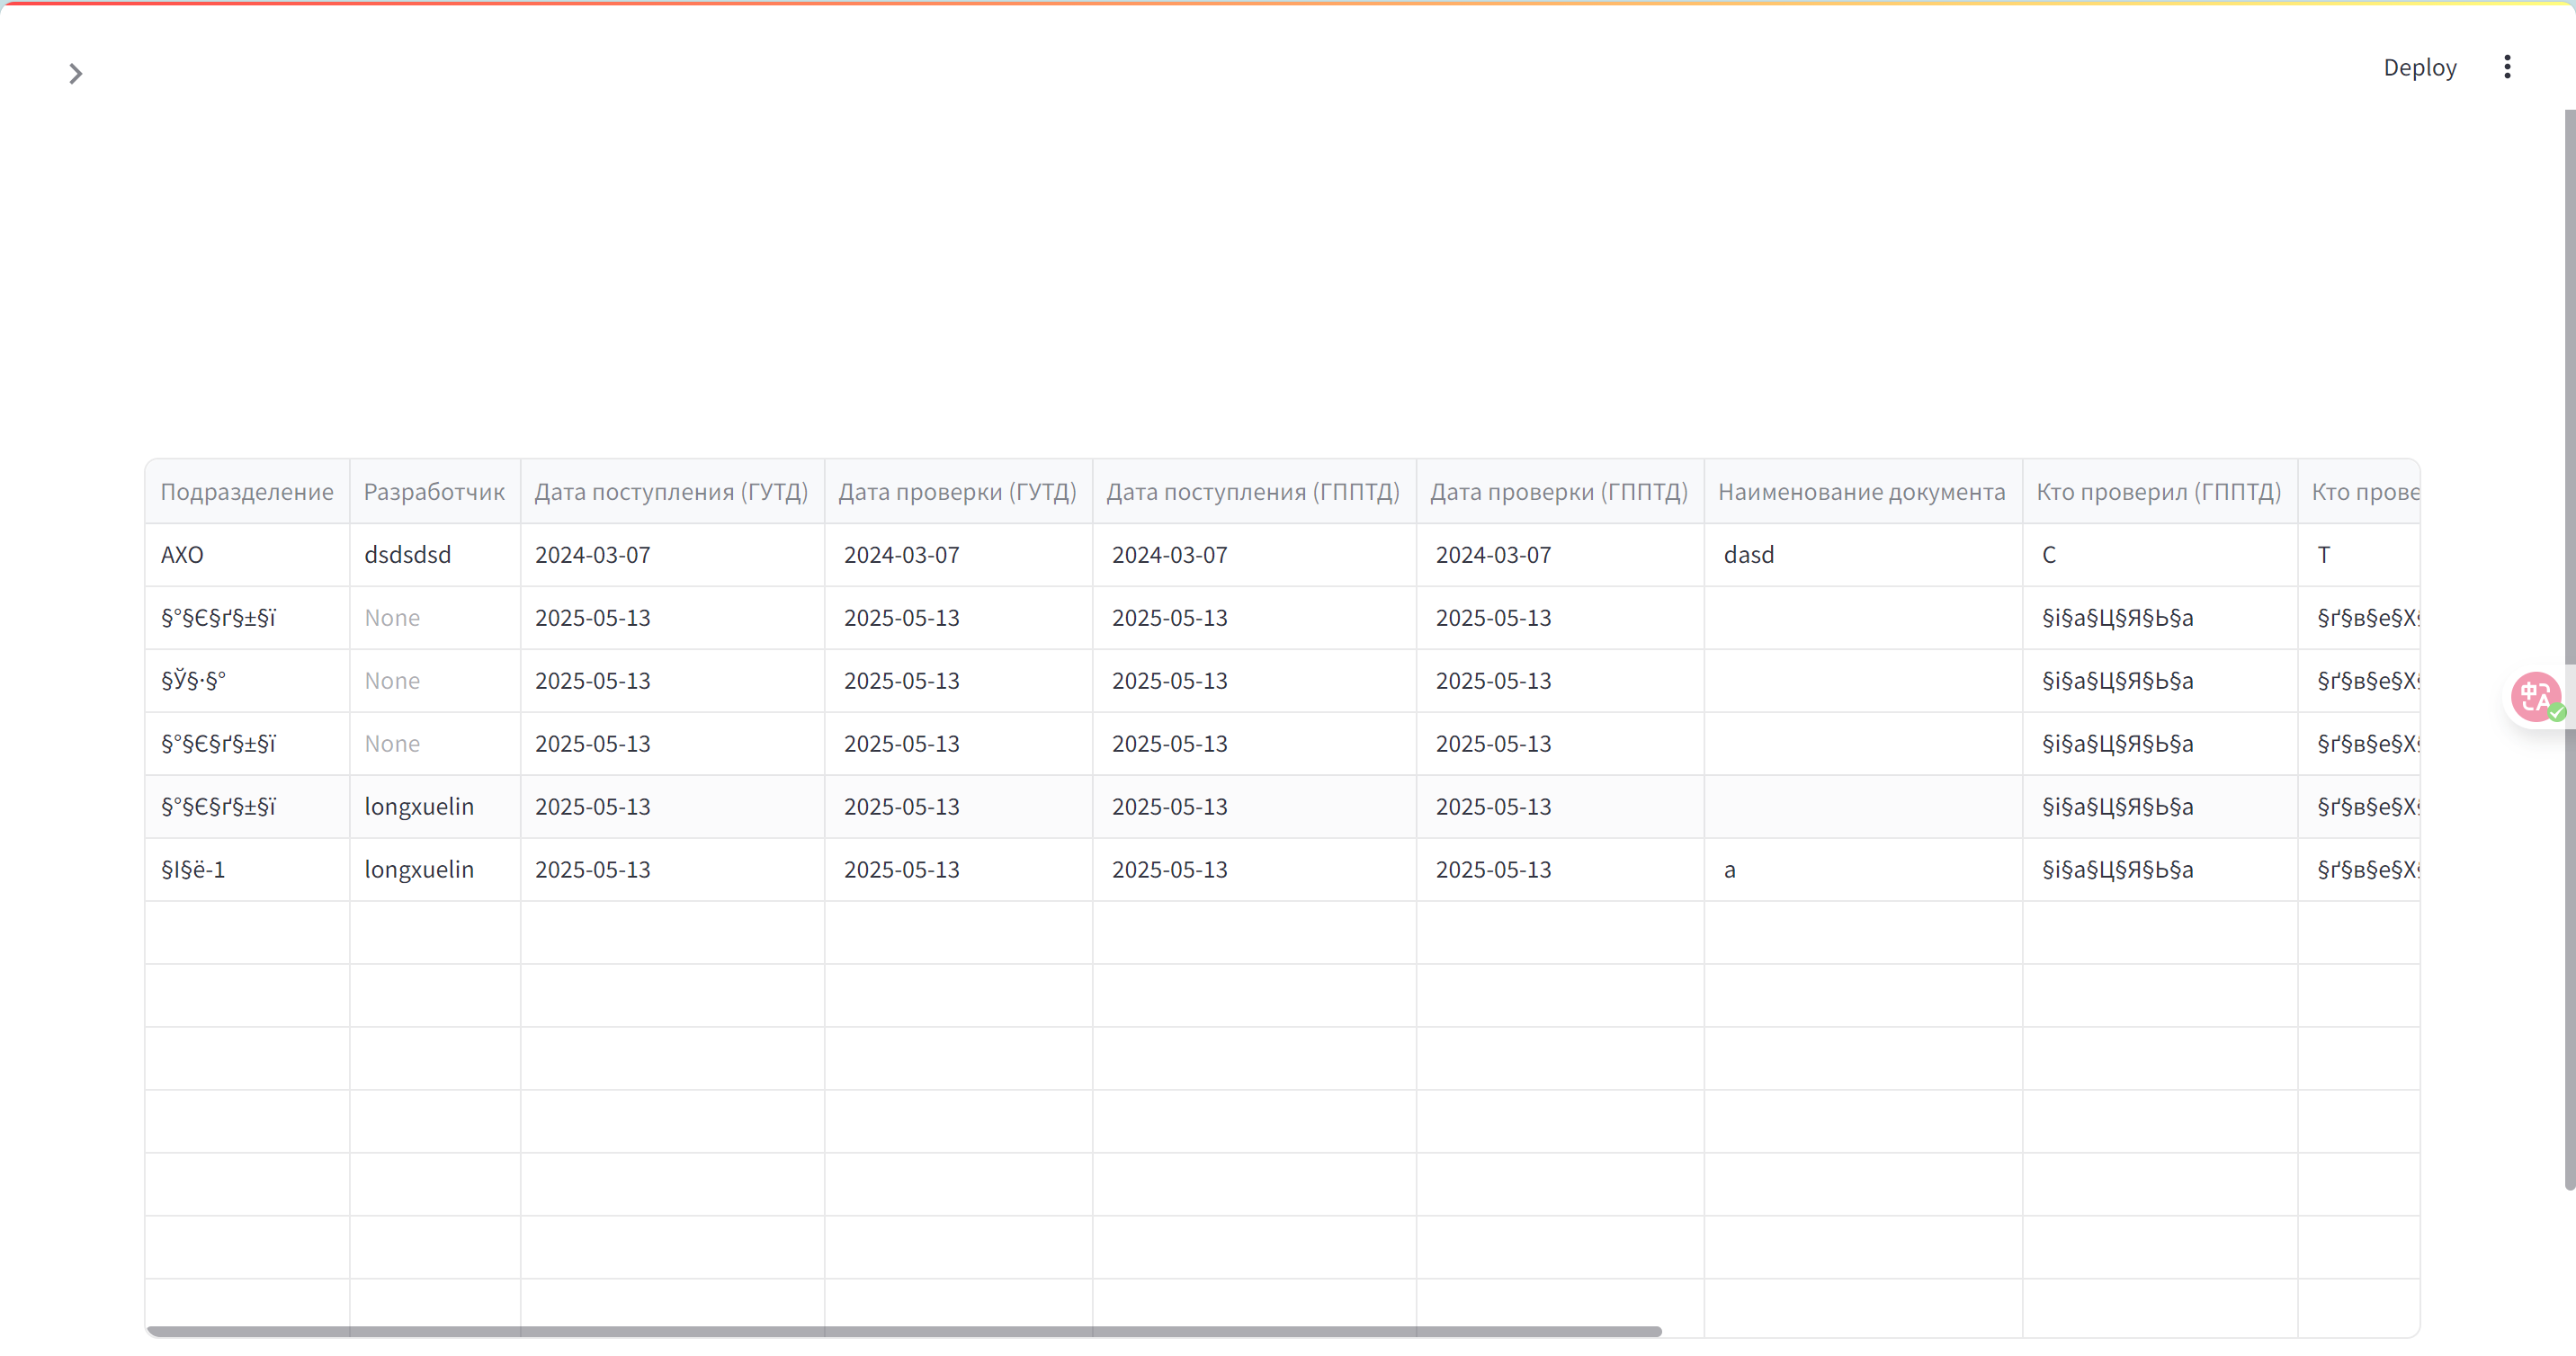 Deploy
Подразделение Разработчик Дата поступления (ГУТД) Дата проверки (ГУТД) Дата поступления (ГППТД) Дата проверки (ГППТД) Наименование документа Кто проверил (ГППТД) Кто прове
АХО dsdsdsd 2024-03-07 2024-03-07 2024-03-07 2024-03-07 dasd С Т
§°§Є§ґ§±§ї None 2025-05-13 2025-05-13 2025-05-13 2025-05-13 §і§а§Ц§Я§Ь§а §ґ§в§е§Х
§Ў§·§° None 2025-05-13 2025-05-13 2025-05-13 2025-05-13 §і§а§Ц§Я§Ь§а §ґ§в§е§Х
§°§Є§ґ§±§ї None 2025-05-13 2025-05-13 2025-05-13 2025-05-13 §і§а§Ц§Я§Ь§а §ґ§в§е§Х
§°§Є§ґ§±§ї longxuelin 2025-05-13 2025-05-13 2025-05-13 2025-05-13 §і§а§Ц§Я§Ь§а §ґ§в§е§Х
§І§ё-1 longxuelin 2025-05-13 2025-05-13 2025-05-13 2025-05-13 а §і§а§Ц§Я§Ь§а §ґ§в§е§Х